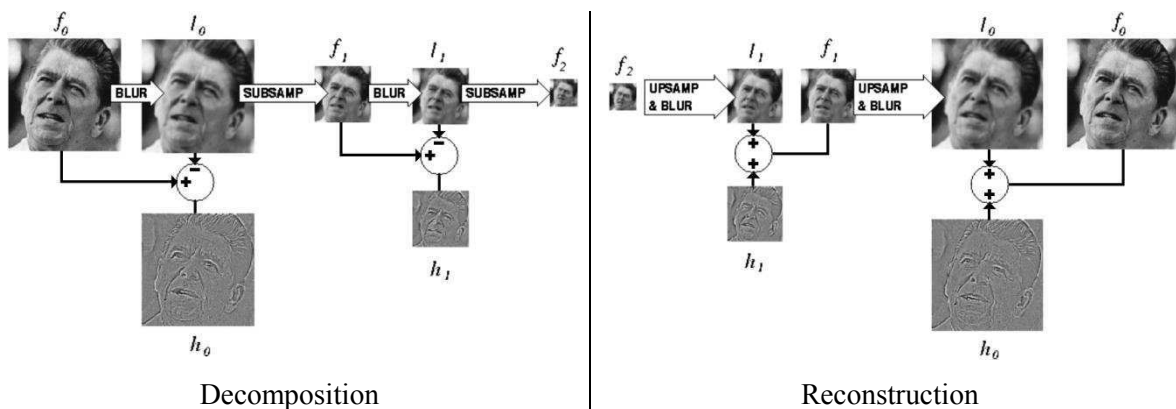 f₀ l₀ f₁ l₁ f₂
BLUR SUBSAMP BLUR SUBSAMP
−
+
−
+
h₁
h₀
Decomposition
f₂ l₁ f₁ l₀ f₀
UPSAMP & BLUR
UPSAMP & BLUR
+
+
+
+
h₁
h₀
Reconstruction